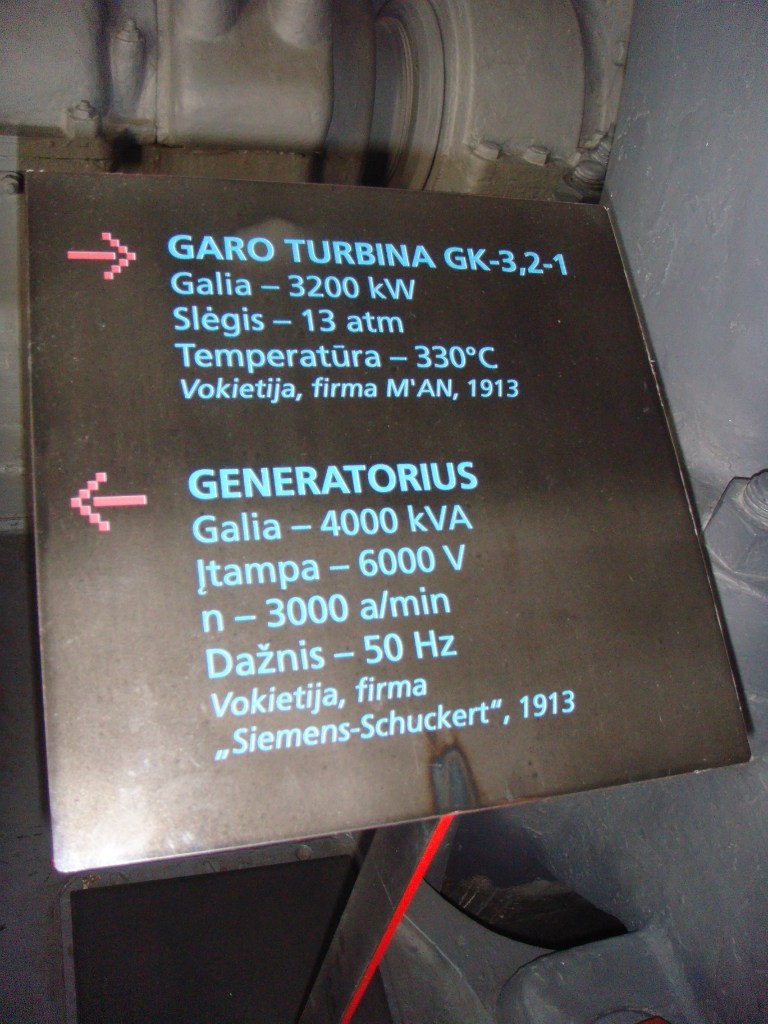 GARO TURBINA GK-3,2-1
Galia – 3200 kW
Slėgis – 13 atm
Temperatūra – 330°C
Vokietija, firma M'AN, 1913
GENERATORIUS
Galia – 4000 kVA
Įtampa – 6000 V
n – 3000 a/min
Dažnis – 50 Hz
Vokietija, firma
„Siemens-Schuckert“, 1913